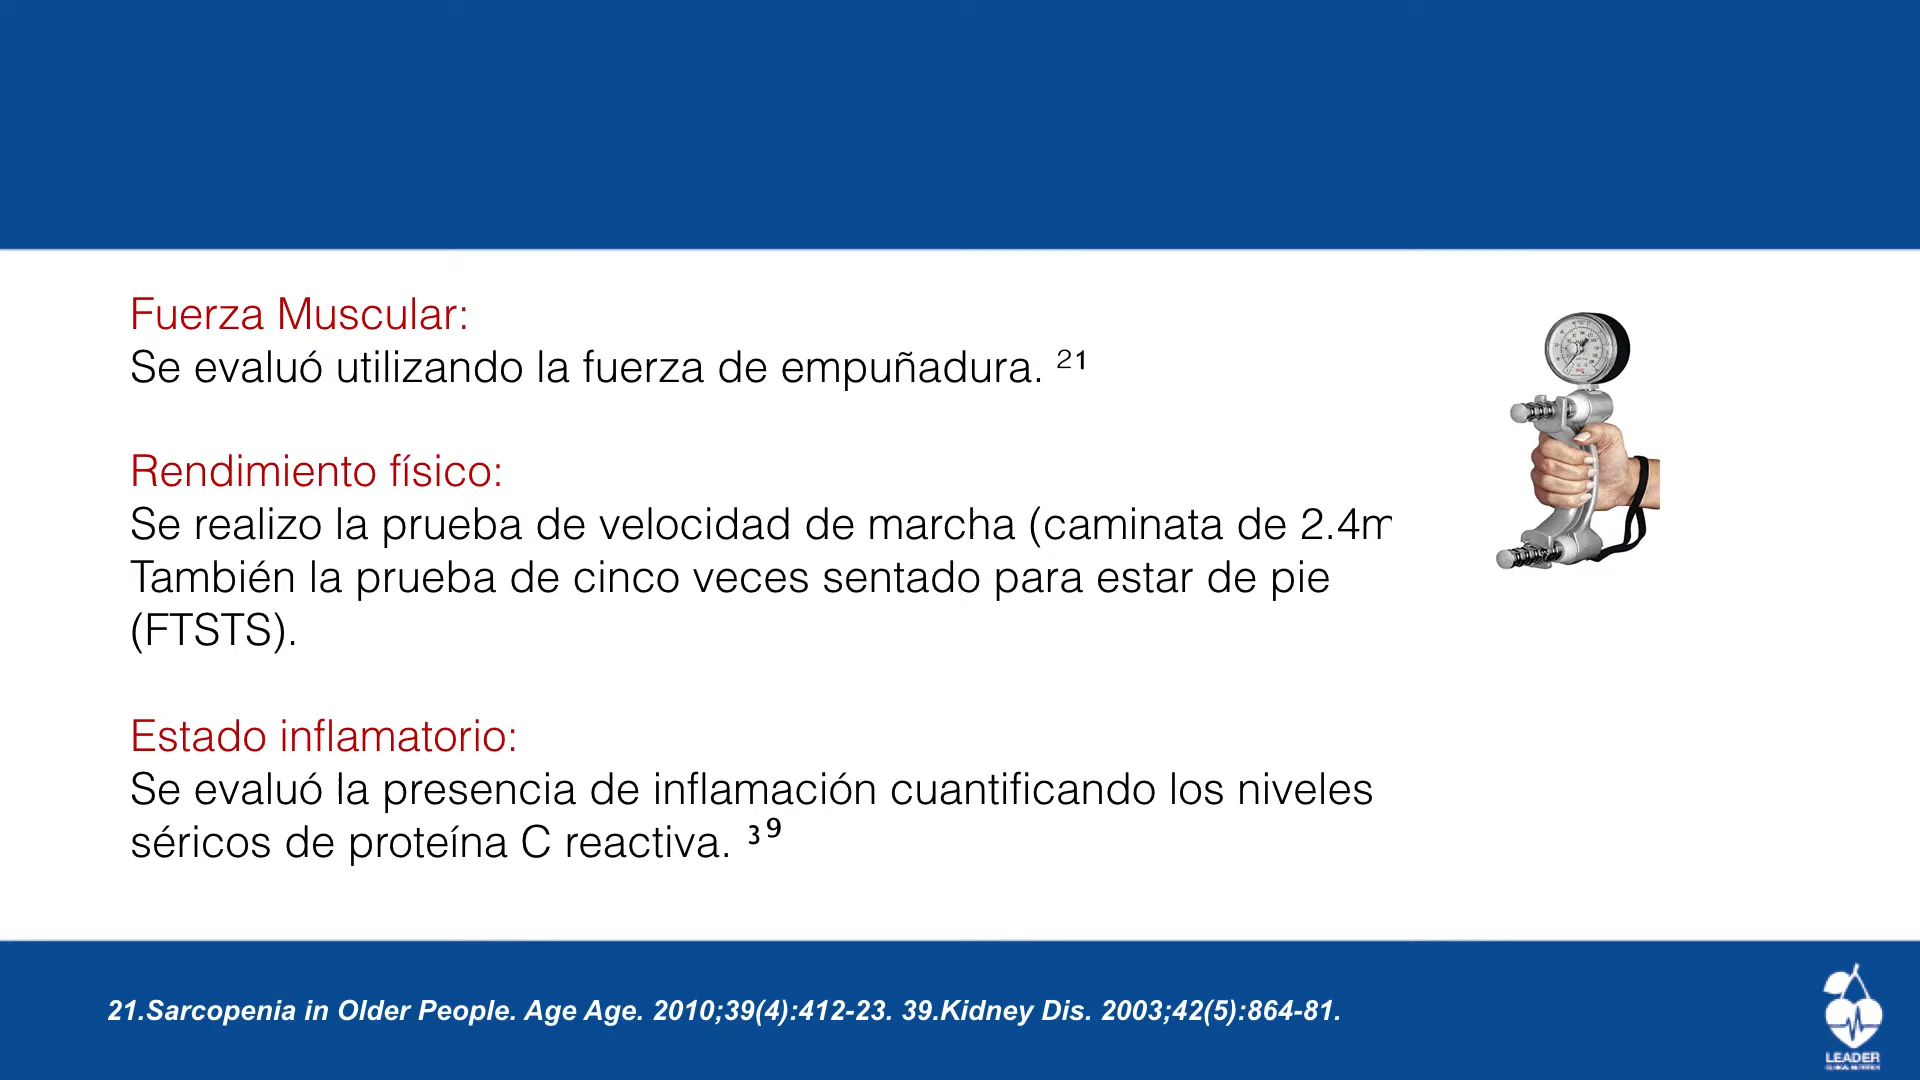 Fuerza Muscular:
Se evaluó utilizando la fuerza de empuñadura. ²¹
Rendimiento físico:
Se realizo la prueba de velocidad de marcha (caminata de 2.4m
También la prueba de cinco veces sentado para estar de pie
(FTSTS).
Estado inflamatorio:
Se evaluó la presencia de inflamación cuantificando los niveles
séricos de proteína C reactiva. ³⁹
21.Sarcopenia in Older People. Age Age. 2010;39(4):412-23. 39.Kidney Dis. 2003;42(5):864-81.
LEADER
CLINICAL NUTRITION